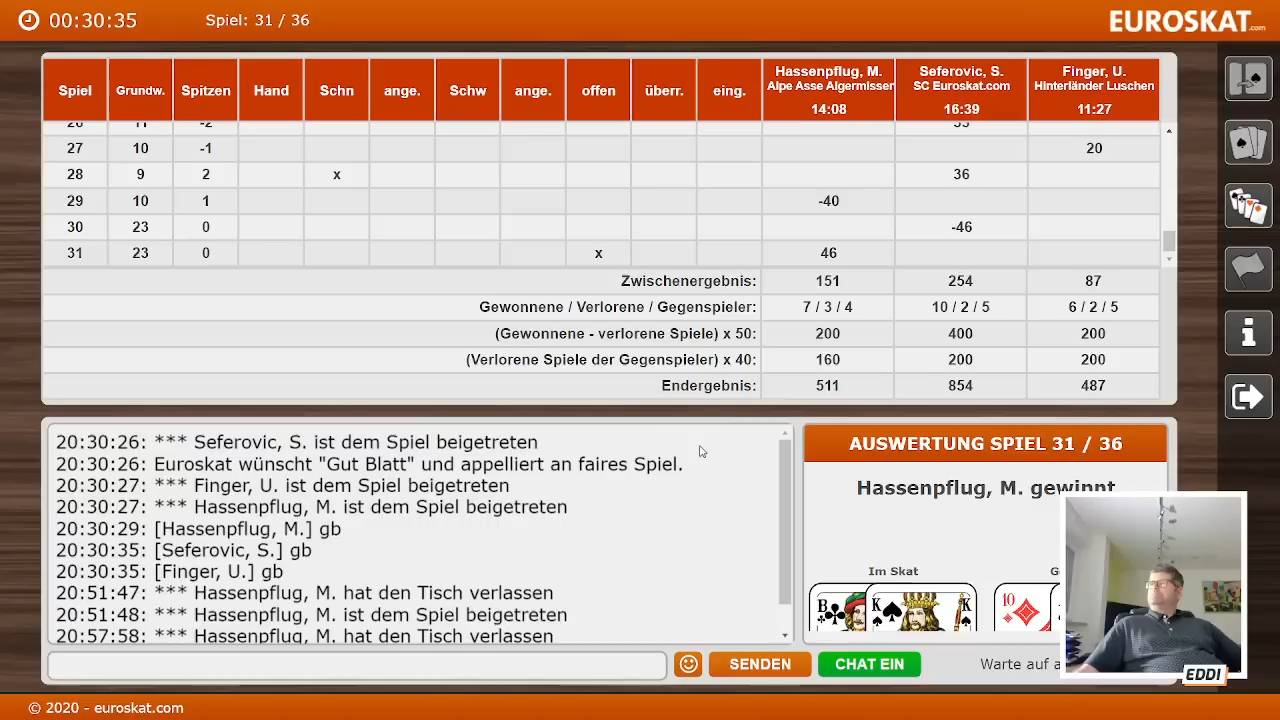 00:30:35 Spiel: 31 / 36 EUROSKAT.com
Spiel Grundw. Spitzen Hand Schn ange. Schw ange. offen überr. eing. Hassenpflug, M. Seferovic, S. Finger, U.
Alpe Asse Algermisser SC Euroskat.com Hinterländer Luschen
14:08 16:39 11:27
27 10 -1 20
28 9 2 x 36
29 10 1 -40
30 23 0 -46
31 23 0 x 46
Zwischenergebnis: 151 254 87
Gewonnene / Verlorene / Gegenspieler: 7 / 3 / 4 10 / 2 / 5 6 / 2 / 5
(Gewonnene - verlorene Spiele) x 50: 200 400 200
(Verlorene Spiele der Gegenspieler) x 40: 160 200 200
Endergebnis: 511 854 487
20:30:26: *** Seferovic, S. ist dem Spiel beigetreten
20:30:26: Euroskat wünscht "Gut Blatt" und appelliert an faires Spiel.
20:30:27: *** Finger, U. ist dem Spiel beigetreten
20:30:27: *** Hassenpflug, M. ist dem Spiel beigetreten
20:30:29: [Hassenpflug, M.] gb
20:30:35: [Seferovic, S.] gb
20:30:35: [Finger, U.] gb
20:51:47: *** Hassenpflug, M. hat den Tisch verlassen
20:51:48: *** Hassenpflug, M. ist dem Spiel beigetreten
20:57:58: *** Hassenpflug, M. hat den Tisch verlassen
AUSWERTUNG SPIEL 31 / 36
Hassenpflug, M. gewinnt
Im Skat
B K K 10
SENDEN CHAT EIN Warte auf
EDDI
© 2020 - euroskat.com